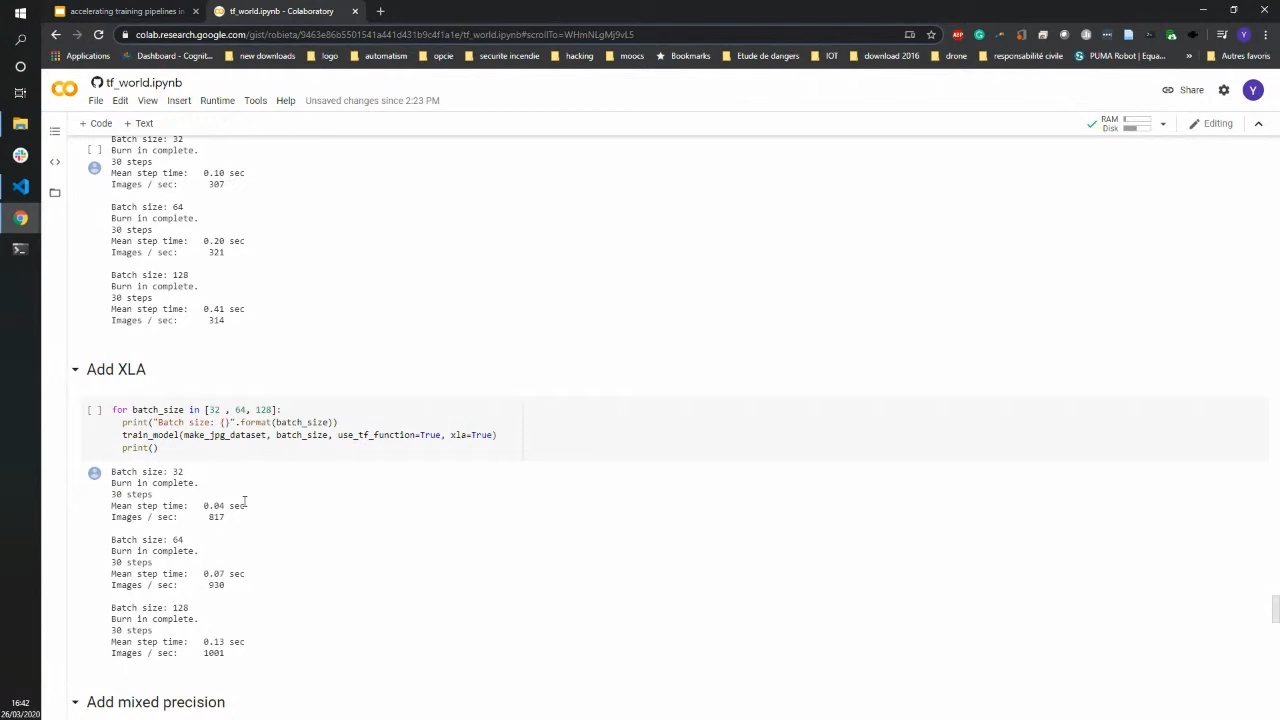 accelerating training pipelines in
tf_world.ipynb - Colaboratory
colab.research.google.com/gist/robieta/9463e86b5501541a441d431b9c4f1a1e/tf_world.ipynb#scrollTo=WHmNLgMj9vL5
Applications
Dashboard - Cognit...
new downloads
logo
automatism
opcie
securite incendie
hacking
moocs
Bookmarks
Etude de dangers
IOT
download 2016
drone
responsabilité civile
PUMA Robot | Equa...
»
Autres favoris
tf_world.ipynb
File Edit View Insert Runtime Tools Help Unsaved changes since 2:23 PM
Share
Y
+ Code + Text
RAM
Disk
Editing
Batch size: 32
[ ] Burn in complete.
30 steps
Mean step time: 0.10 sec
Images / sec: 307
Batch size: 64
Burn in complete.
30 steps
Mean step time: 0.20 sec
Images / sec: 321
Batch size: 128
Burn in complete.
30 steps
Mean step time: 0.41 sec
Images / sec: 314
Add XLA
[ ] for batch_size in [32 , 64, 128]:
print("Batch size: {}".format(batch_size))
train_model(make_jpg_dataset, batch_size, use_tf_function=True, xla=True)
print()
Batch size: 32
Burn in complete.
30 steps
Mean step time: 0.04 sec
Images / sec: 817
Batch size: 64
Burn in complete.
30 steps
Mean step time: 0.07 sec
Images / sec: 930
Batch size: 128
Burn in complete.
30 steps
Mean step time: 0.13 sec
Images / sec: 1001
Add mixed precision
16:42
26/03/2020